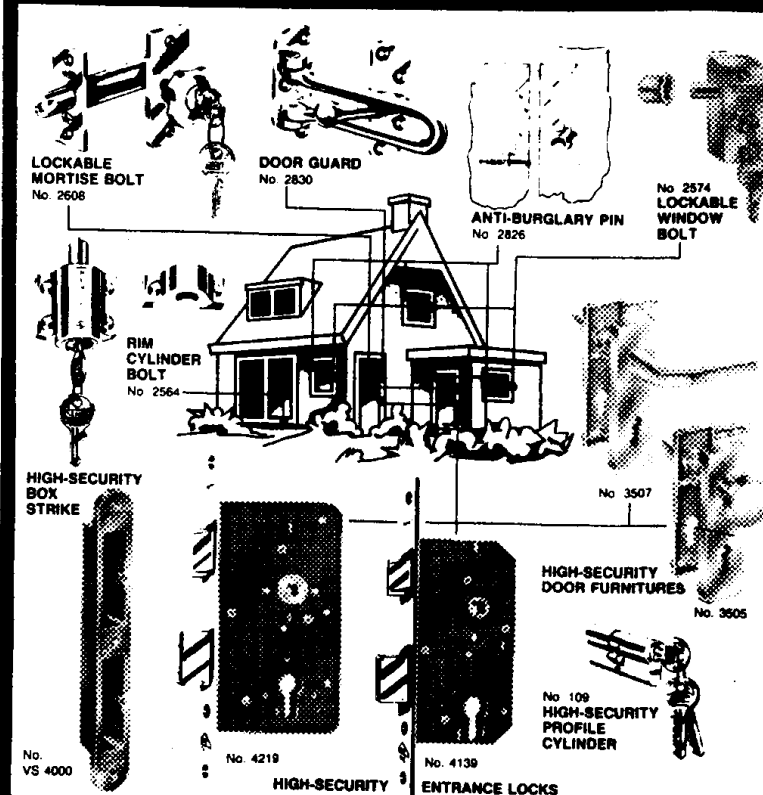 LOCKABLE
MORTISE BOLT
No. 2608
DOOR GUARD
No. 2830
ANTI-BURGLARY PIN
No 2826
No 2574
LOCKABLE
WINDOW
BOLT
RIM
CYLINDER
BOLT
No 2564
HIGH-SECURITY
BOX
STRIKE
No.
VS 4000
No. 4219
No. 4139
HIGH-SECURITY ENTRANCE LOCKS
No 3507
HIGH-SECURITY
DOOR FURNITURES
No. 3505
No 109
HIGH-SECURITY
PROFILE
CYLINDER